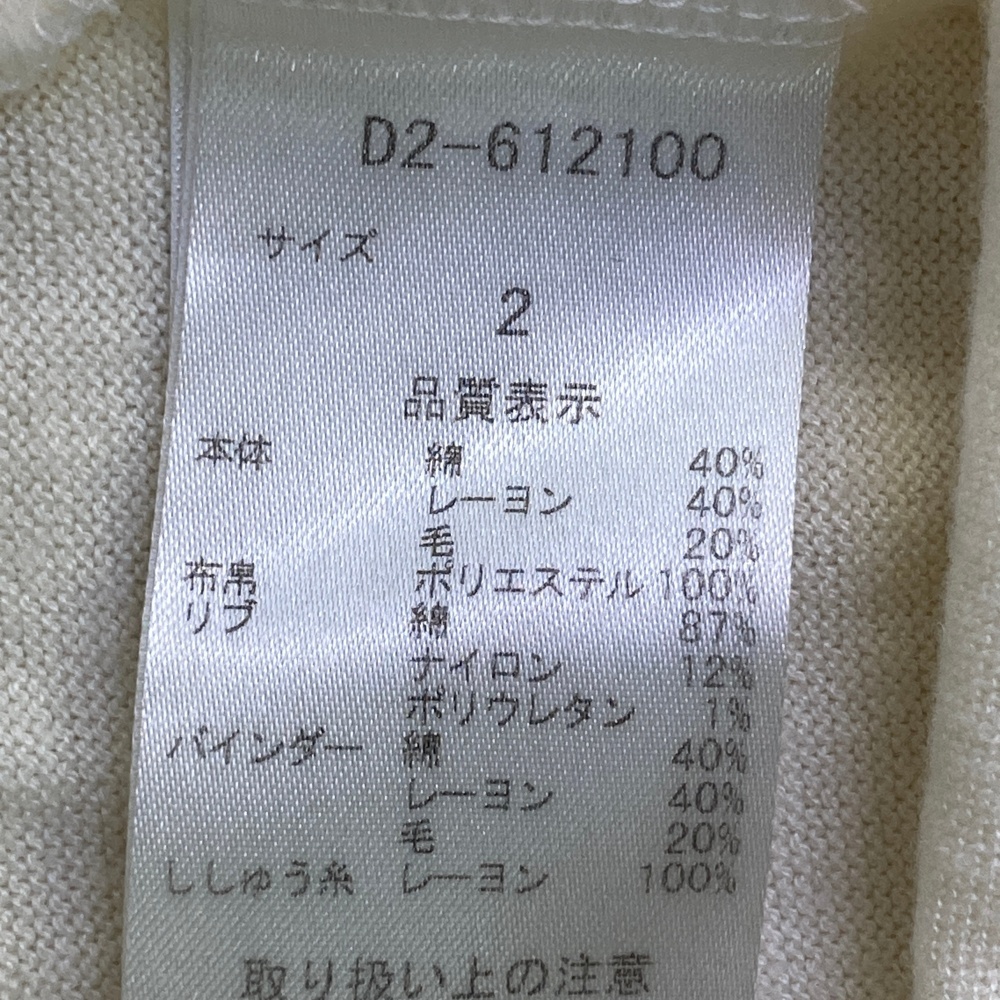 D2-612100
サイズ
2
品質表示
本体 綿 40%
レーヨン 40%
毛 20%
布帛 ポリエステル 100%
リブ 綿 87%
ナイロン 12%
ポリウレタン 1%
バインダー 綿 40%
レーヨン 40%
毛 20%
ししゅう糸 レーヨン 100%
取り扱い上の注意